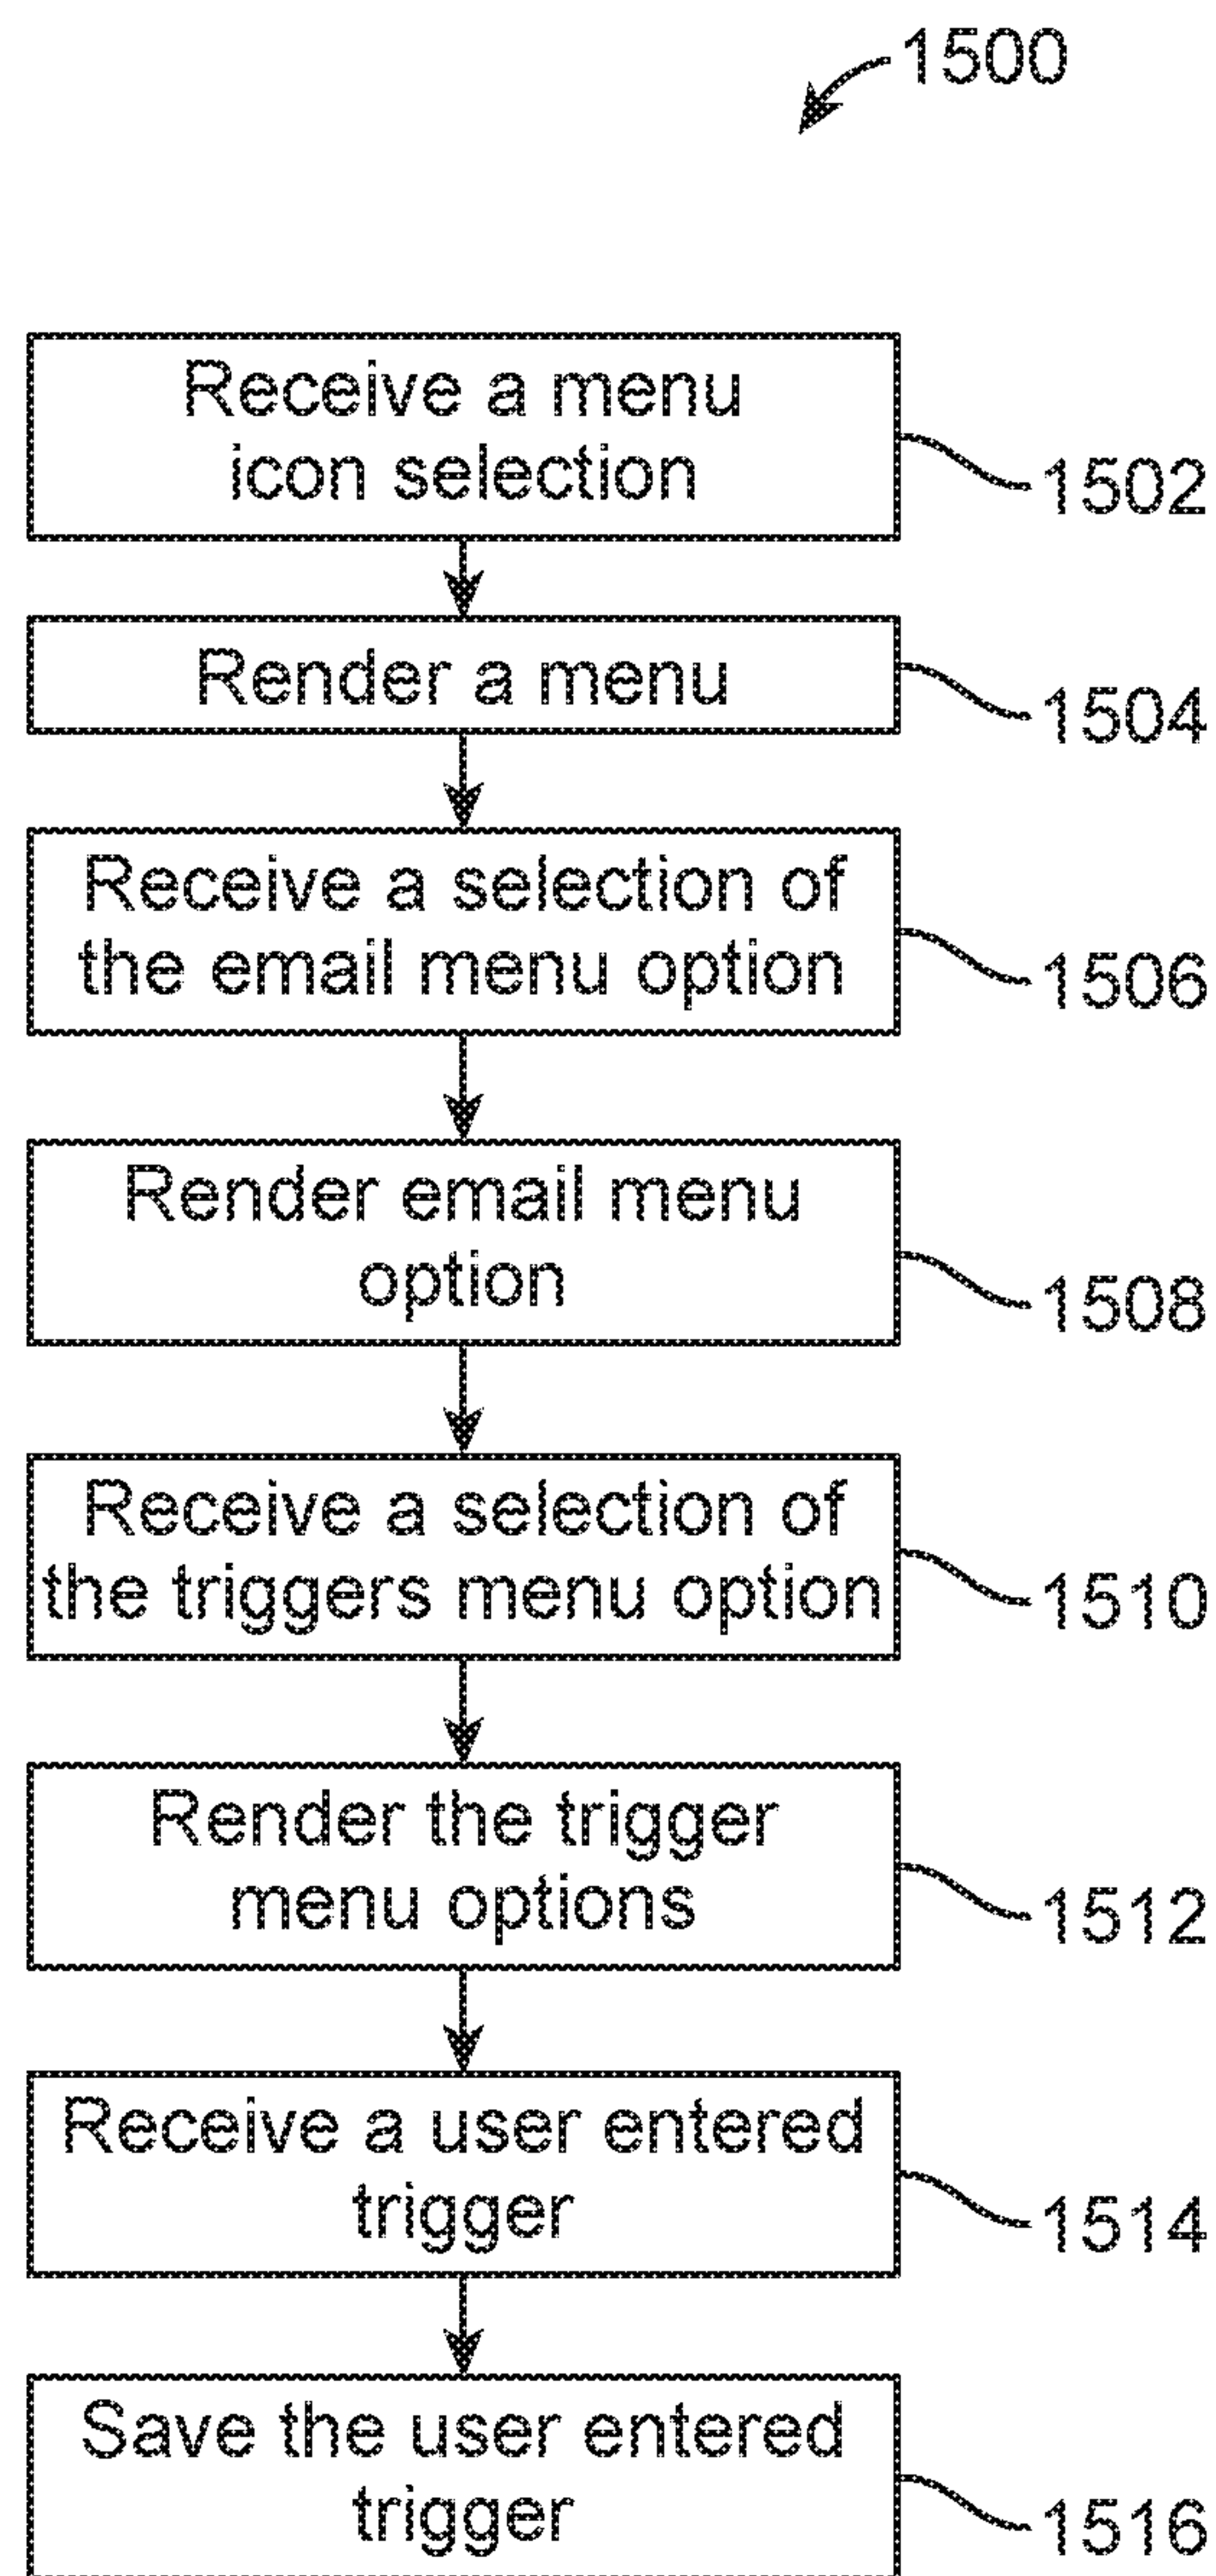 1500
Receive a menu
icon selection
1502
Render a menu
1504
Receive a selection of
the email menu option
1506
Render email menu
option
1508
Receive a selection of
the triggers menu option
1510
Render the trigger
menu options
1512
Receive a user entered
trigger
1514
Save the user entered
trigger
1516